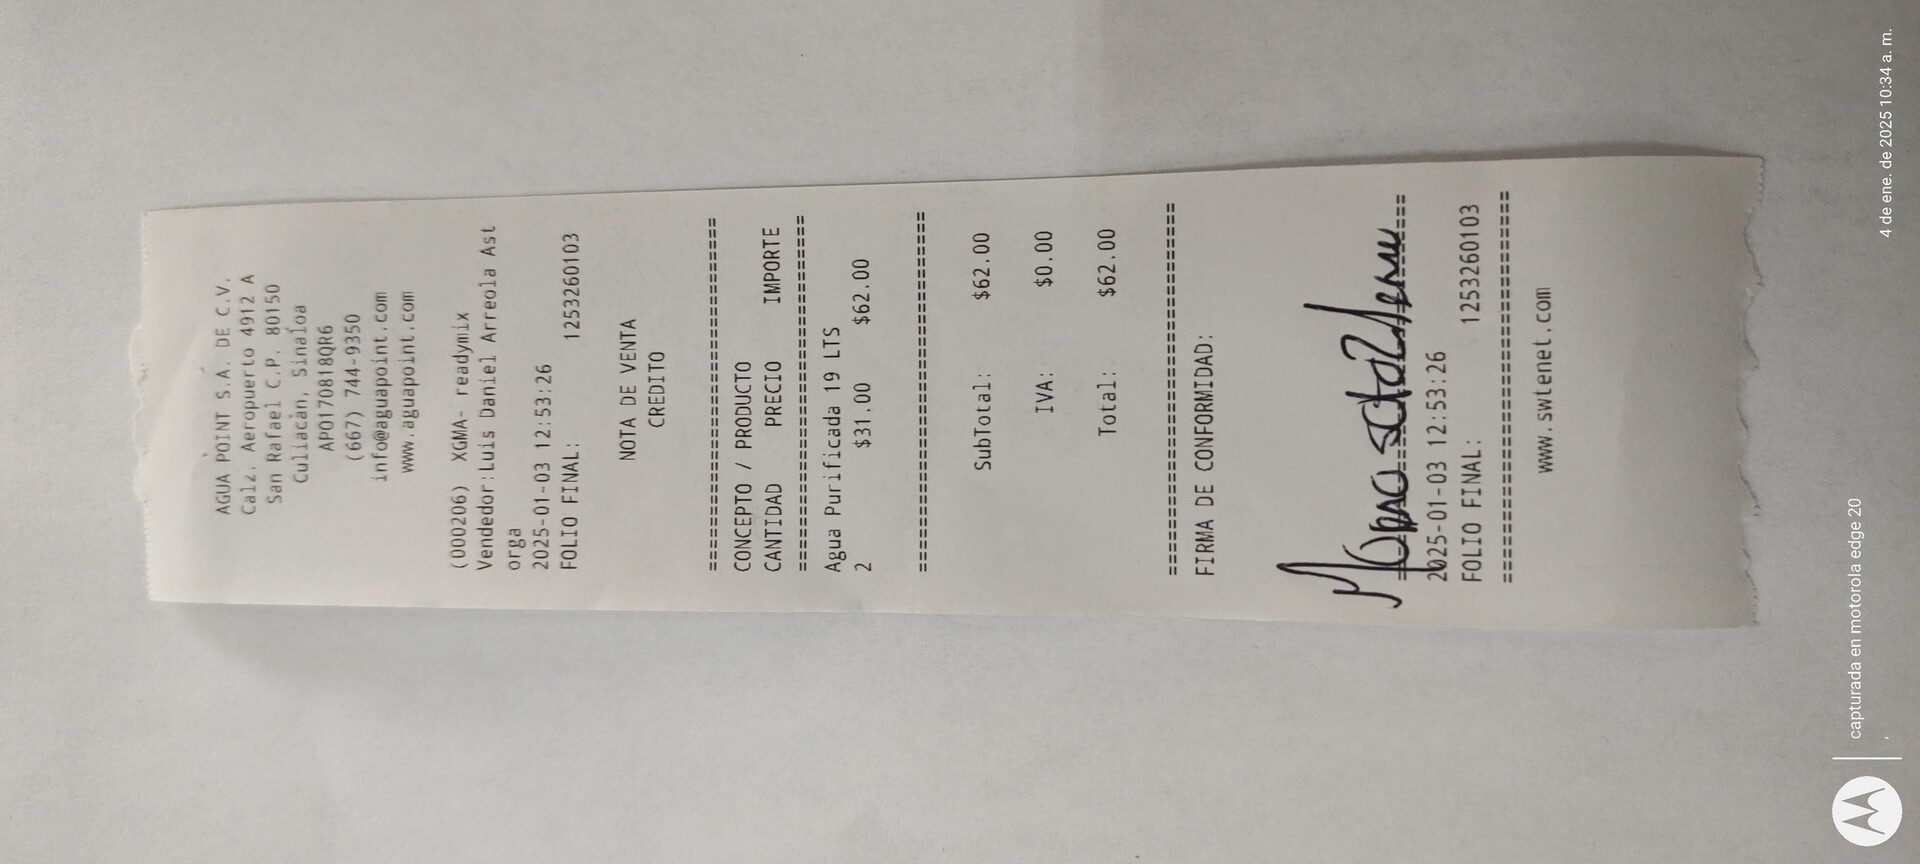 AGUA POINT S.A. DE C.V.
Calz. Aeropuerto 4912 A
San Rafael C.P. 80150
Culiacán, Sinaloa
APO170818QR6
(667) 744-9350
info@aguapoint.com
www.aguapoint.com
(000206) XGMA- readymix
Vendedor:Luis Daniel Arreola Ast
orga
2025-01-03 12:53:26
FOLIO FINAL: 1253260103
NOTA DE VENTA
CREDITO
================================
CONCEPTO / PRODUCTO
CANTIDAD PRECIO IMPORTE
================================
Agua Purificada 19 LTS
2 $31.00 $62.00
================================
SubTotal: $62.00
IVA: $0.00
Total: $62.00
================================
FIRMA DE CONFORMIDAD:
================================
2025-01-03 12:53:26
FOLIO FINAL: 1253260103
================================
www.swtenet.com
capturada en motorola edge 20
4 de ene. de 2025 10:34 a. m.